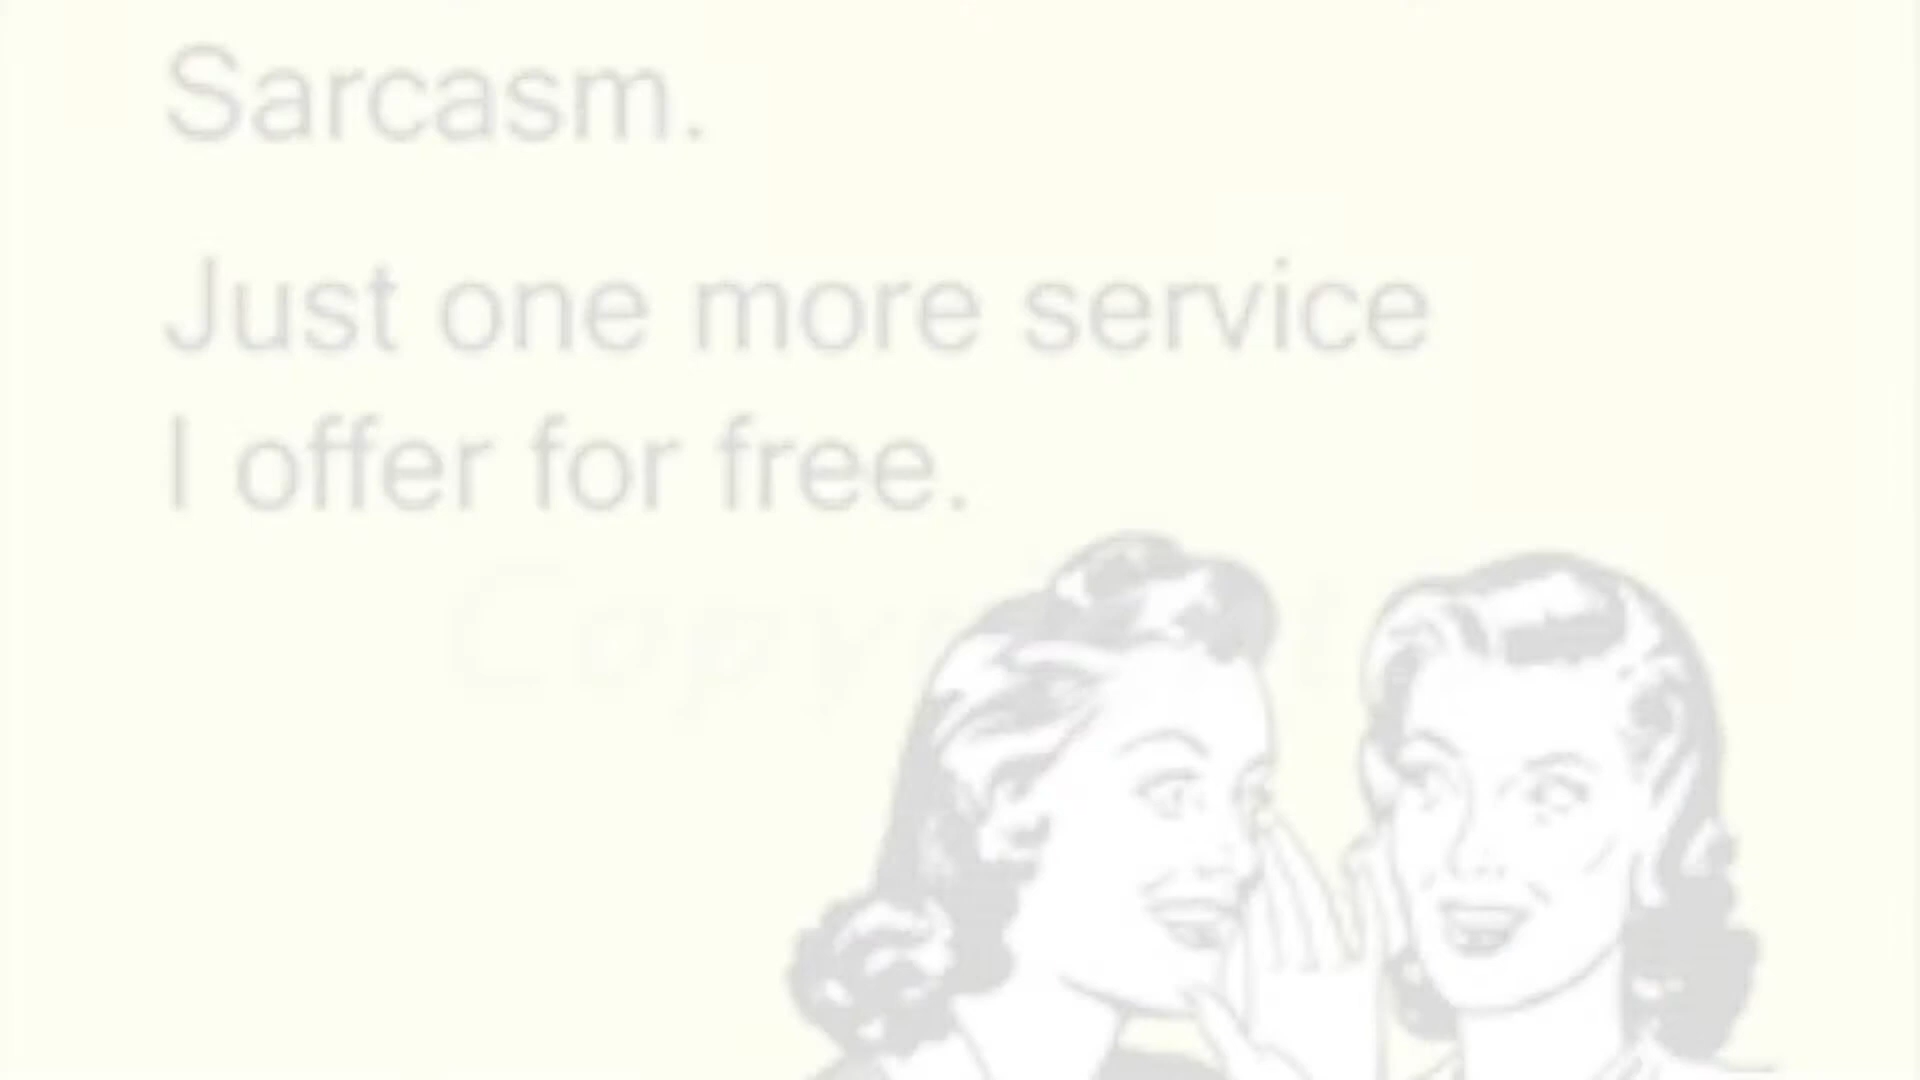 Sarcasm.
Just one more service
I offer for free.